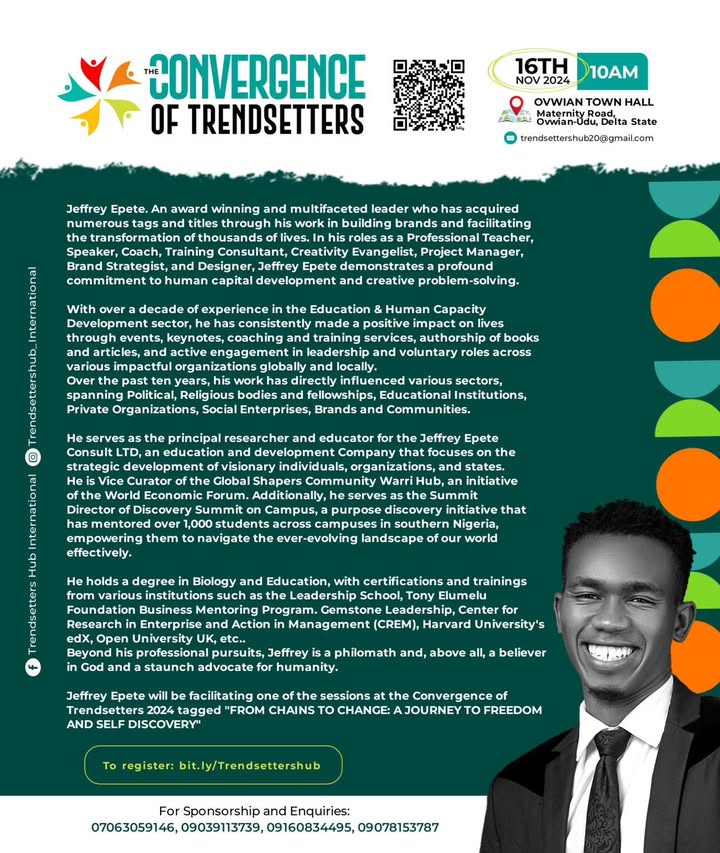 THE CONVERGENCE
OF TRENDSETTERS
16TH
NOV 2024
10AM
OVWIAN TOWN HALL
Maternity Road,
Ovwian-Udu, Delta State
trendsettershub20@gmail.com
Jeffrey Epete. An award winning and multifaceted leader who has acquired
numerous tags and titles through his work in building brands and facilitating
the transformation of thousands of lives. In his roles as a Professional Teacher,
Speaker, Coach, Training Consultant, Creativity Evangelist, Project Manager,
Brand Strategist, and Designer, Jeffrey Epete demonstrates a profound
commitment to human capital development and creative problem-solving.
With over a decade of experience in the Education & Human Capacity
Development sector, he has consistently made a positive impact on lives
through events, keynotes, coaching and training services, authorship of books
and articles, and active engagement in leadership and voluntary roles across
various impactful organizations globally and locally.
Over the past ten years, his work has directly influenced various sectors,
spanning Political, Religious bodies and fellowships, Educational Institutions,
Private Organizations, Social Enterprises, Brands and Communities.
He serves as the principal researcher and educator for the Jeffrey Epete
Consult LTD, an education and development Company that focuses on the
strategic development of visionary individuals, organizations, and states.
He is Vice Curator of the Global Shapers Community Warri Hub, an initiative
of the World Economic Forum. Additionally, he serves as the Summit
Director of Discovery Summit on Campus, a purpose discovery initiative that
has mentored over 1,000 students across campuses in southern Nigeria,
empowering them to navigate the ever-evolving landscape of our world
effectively.
He holds a degree in Biology and Education, with certifications and trainings
from various institutions such as the Leadership School, Tony Elumelu
Foundation Business Mentoring Program. Gemstone Leadership, Center for
Research in Enterprise and Action in Management (CREM), Harvard University's
edX, Open University UK, etc..
Beyond his professional pursuits, Jeffrey is a philomath and, above all, a believer
in God and a staunch advocate for humanity.
Jeffrey Epete will be facilitating one of the sessions at the Convergence of
Trendsetters 2024 tagged "FROM CHAINS TO CHANGE: A JOURNEY TO FREEDOM
AND SELF DISCOVERY"
To register: bit.ly/Trendsettershub
For Sponsorship and Enquiries:
07063059146, 09039113739, 09160834495, 09078153787
Trendsetters Hub International
Trendsettershub_International